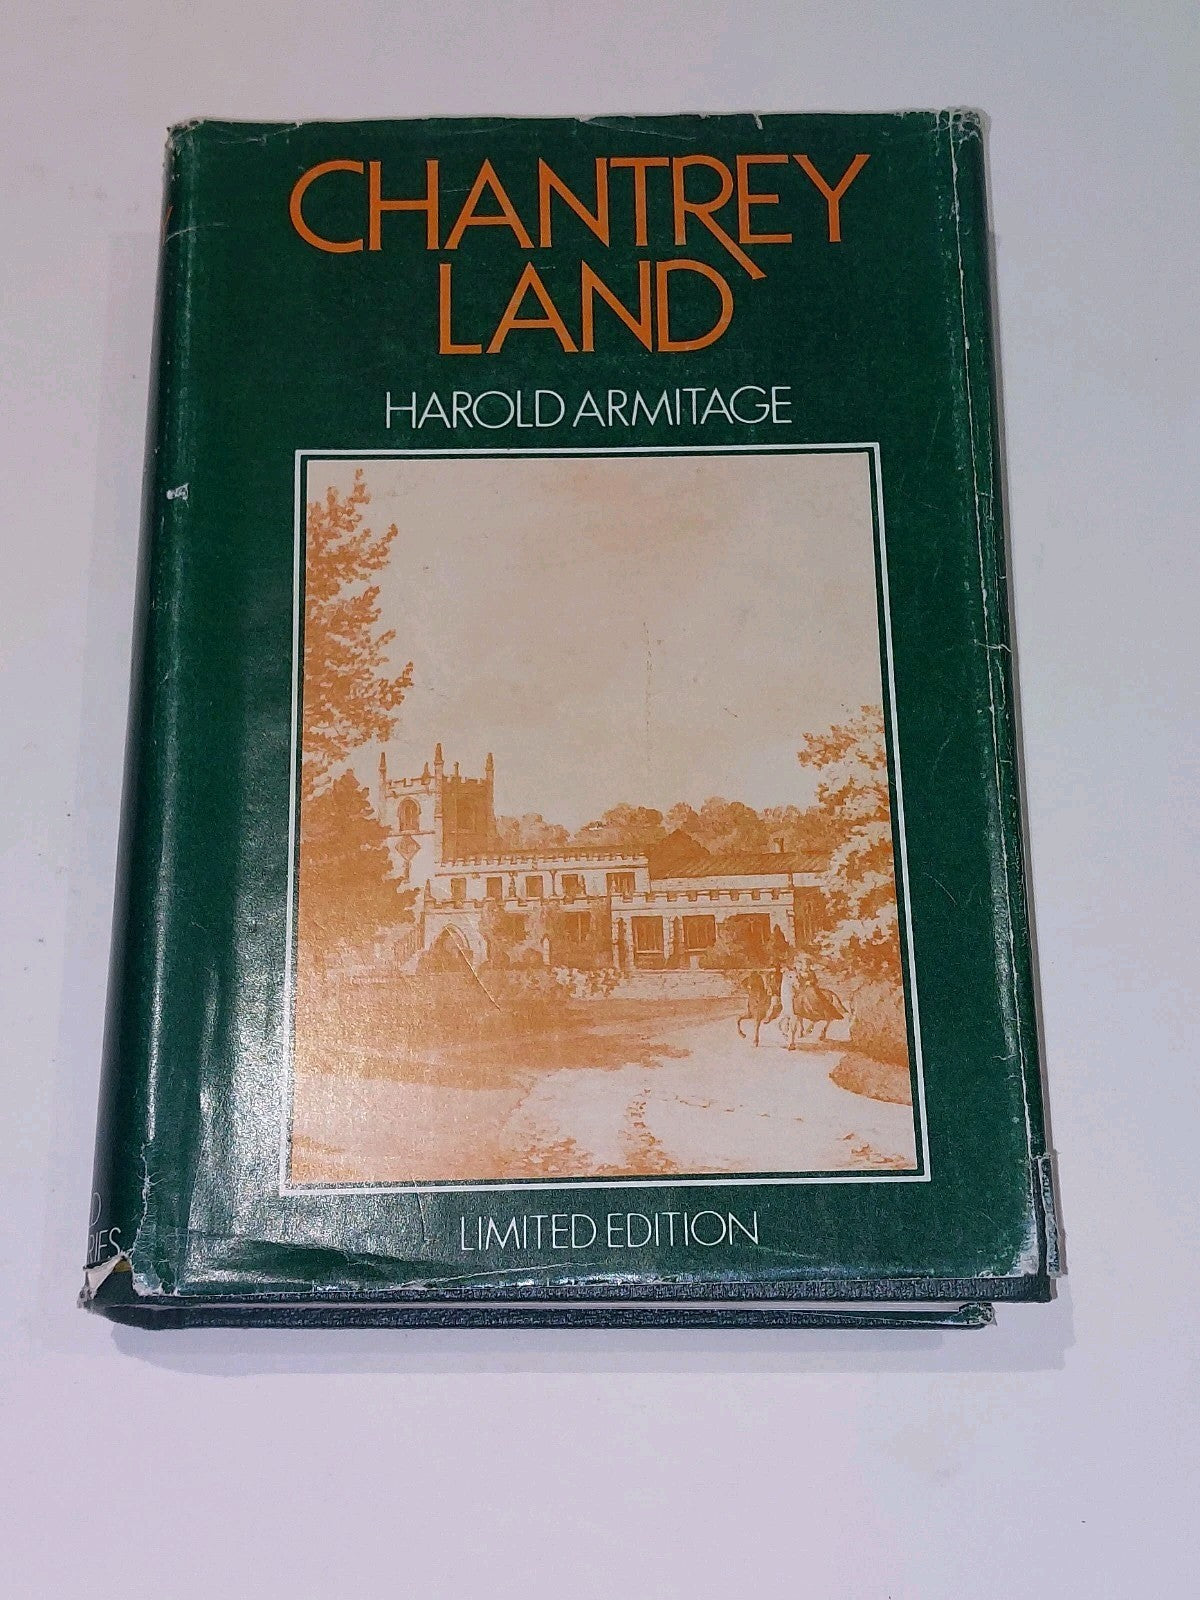 CHANTREY
LAND
HAROLD ARMITAGE
LIMITED EDITION